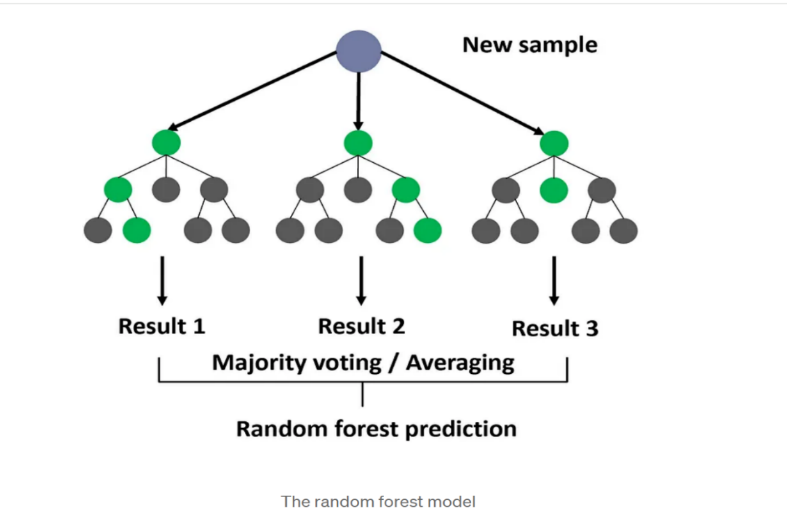 New sample
Result 1
Result 2
Result 3
Majority voting / Averaging
Random forest prediction
The random forest model